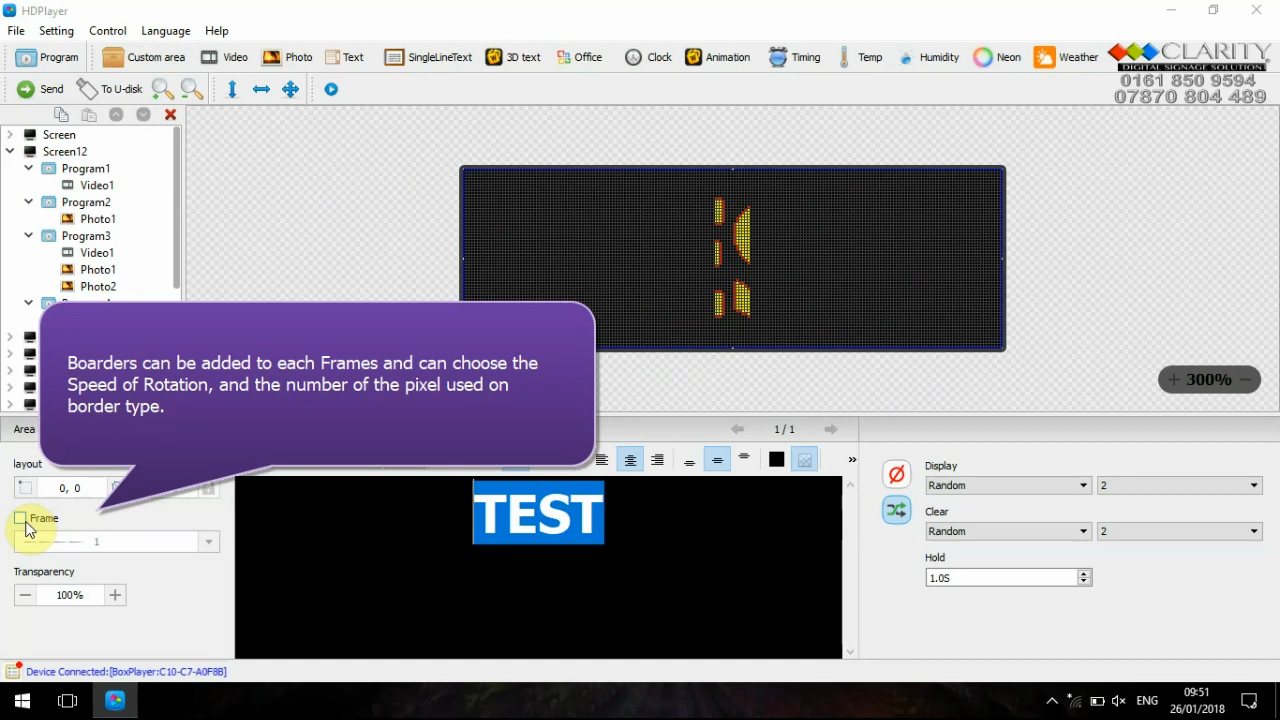 HDPlayer
File Setting Control Language Help
Program Custom area Video Photo Text SingleLineText 3D text Office Clock Animation Timing Temp Humidity Neon Weather
CLARITY
DIGITAL SIGNAGE SOLUTION
0161 850 9594
07870 804 489
Send To U-disk
Screen
Screen12
Program1
Video1
Program2
Photo1
Program3
Video1
Photo1
Photo2
300%
Boarders can be added to each Frames and can choose the
Speed of Rotation, and the number of the pixel used on
border type.
Area
1 / 1
layout
0, 0
Frame
1
Transparency
100%
TEST
Display
Random 2
Clear
Random 2
Hold
1.0S
Device Connected:[BoxPlayer:C10-C7-A0F8B]
ENG
09:51
26/01/2018